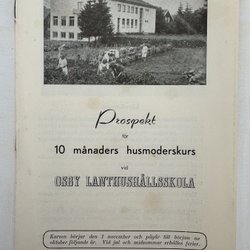 Prospekt
för
10 månaders husmoderskurs
vid
OSBY LANTHUSHÅLLSSKOLA
Kursen börjar den 1 november och pågår till början av
oktober följande år. Vid jul och midsommar erhålles ferier.